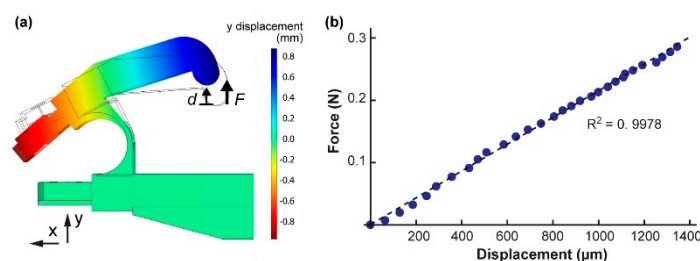 (a)
y displacement
(mm)
0.8
0.6
0.4
0.2
0.0
-0.2
-0.4
-0.6
-0.8
d
F
y
x
(b)
0.3
0.2
0.1
0
Force (N)
R² = 0. 9978
200 400 600 800 1000 1200 1400
Displacement (μm)